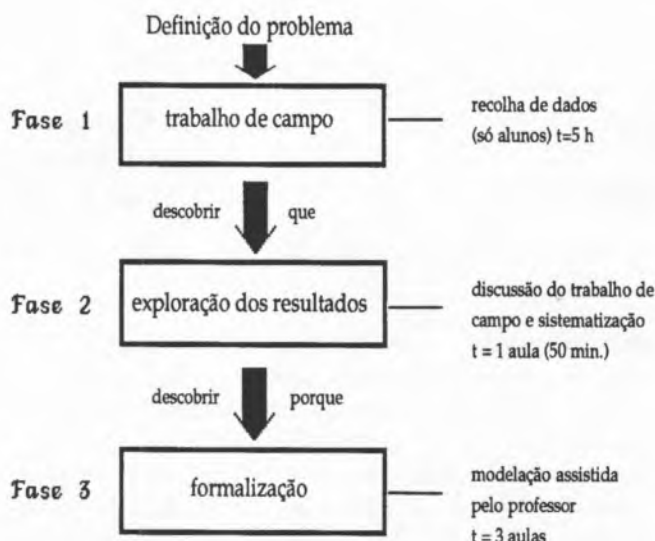 Definição do problema
Fase 1
trabalho de campo
recolha de dados
(só alunos) t=5 h
descobrir que
Fase 2
exploração dos resultados
discussão do trabalho de
campo e sistematização
t = 1 aula (50 min.)
descobrir porque
Fase 3
formalização
modelação assistida
pelo professor
t = 3 aulas